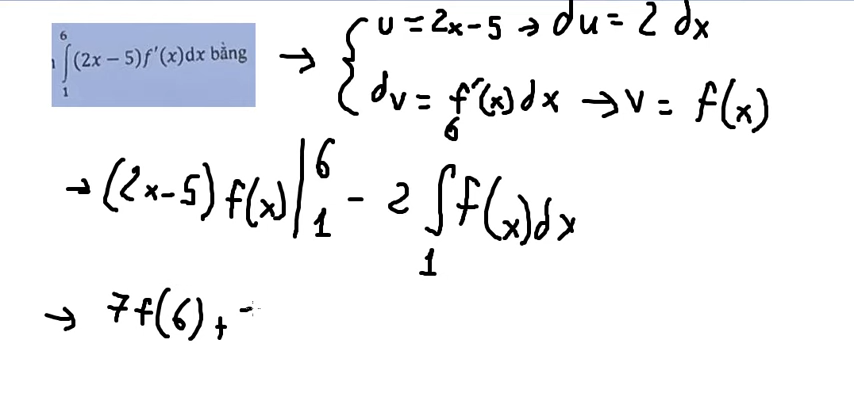 ∫₁⁶ (2x − 5)f'(x)dx bằng → { u = 2x-5 → du = 2 dx
dv = f'(x)dx → v = f(x)
→ (2x-5) f(x) |₁⁶ - 2 ∫₁⁶ f(x)dx
→ 7f(6) +